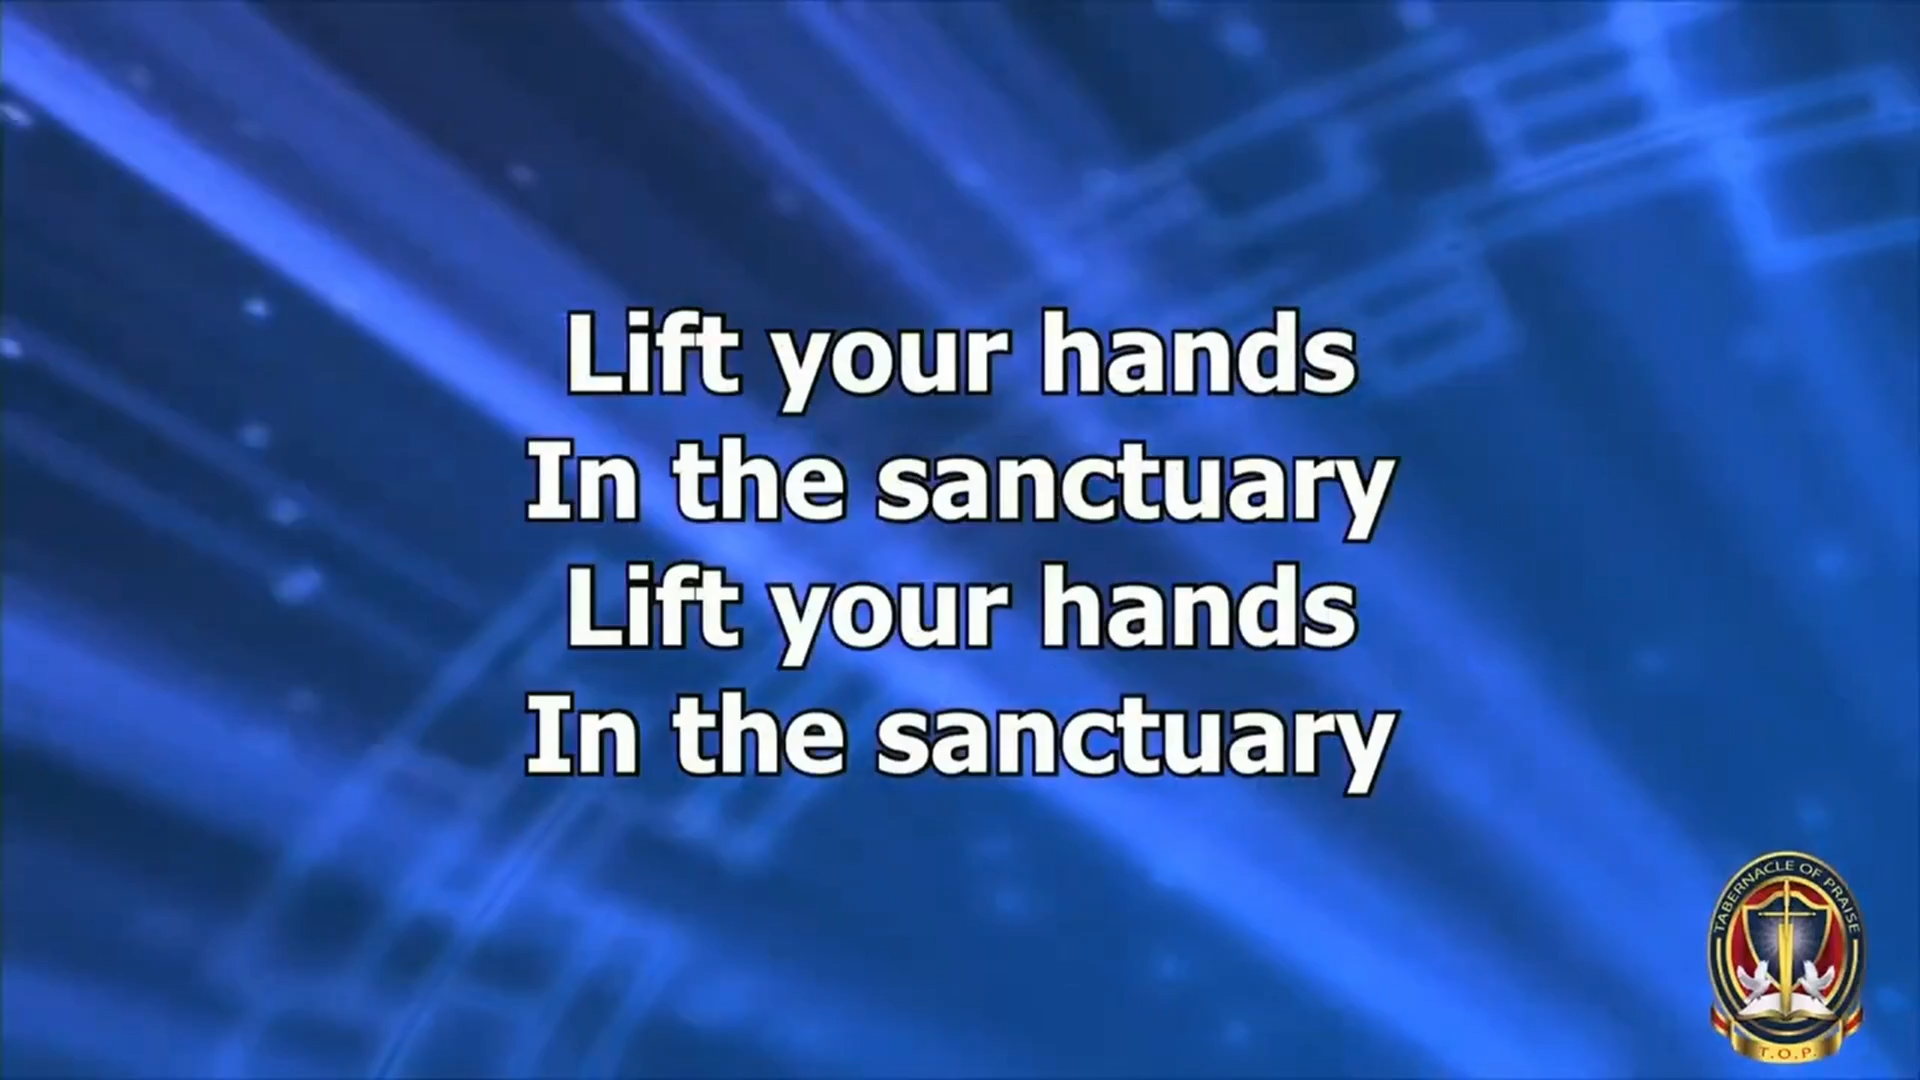 Lift your hands
In the sanctuary
Lift your hands
In the sanctuary
TABERNACLE OF PRAISE
T.O.P.